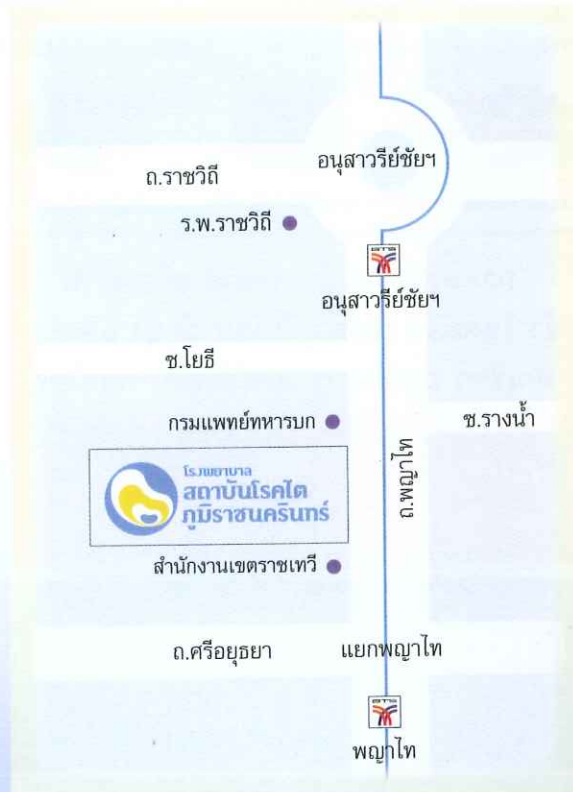 อนุสาวรีย์ชัยฯ
ถ.ราชวิถี
ร.พ.ราชวิถี
BTS
อนุสาวรีย์ชัยฯ
ซ.โยธี
กรมแพทย์ทหารบก
ซ.รางน้ำ
ถ.พญาไท
โรงพยาบาล
สถาบันโรคไต
ภูมิราชนครินทร์
สำนักงานเขตราชเทวี
ถ.ศรีอยุธยา
แยกพญาไท
BTS
พญาไท